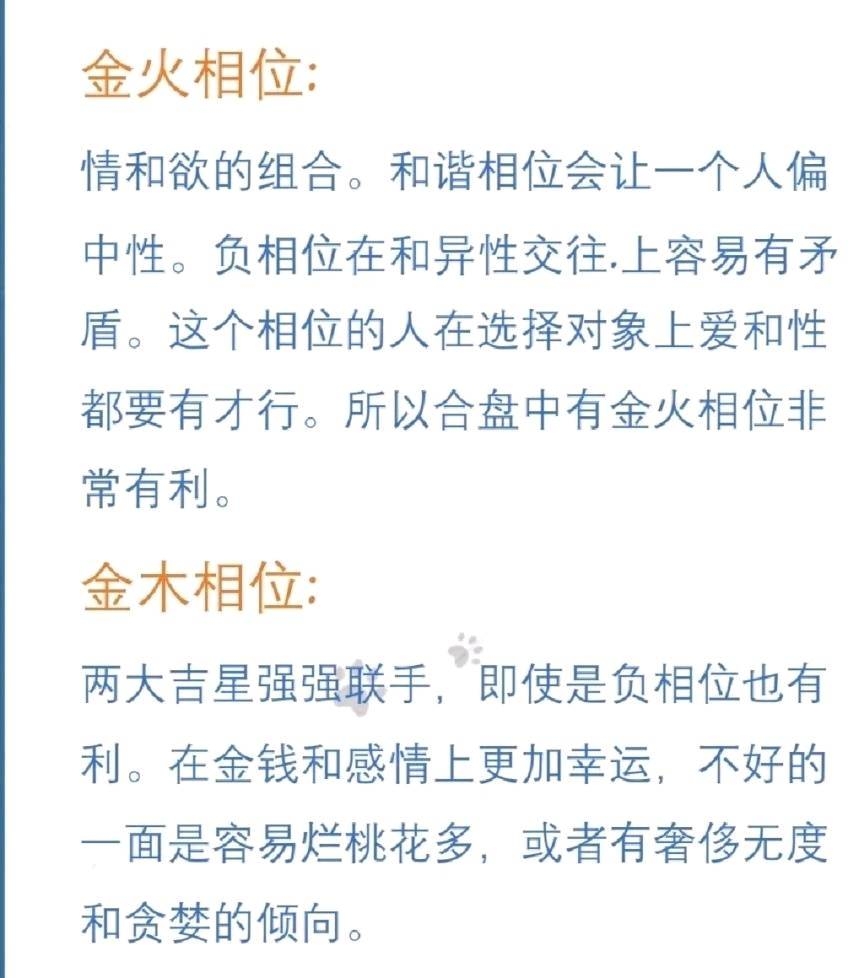 金火相位:
情和欲的组合。和谐相位会让一个人偏
中性。负相位在和异性交往.上容易有矛
盾。这个相位的人在选择对象上爱和性
都要有才行。所以合盘中有金火相位非
常有利。
金木相位:
两大吉星强强联手，即使是负相位也有
利。在金钱和感情上更加幸运，不好的
一面是容易烂桃花多，或者有奢侈无度
和贪婪的倾向。